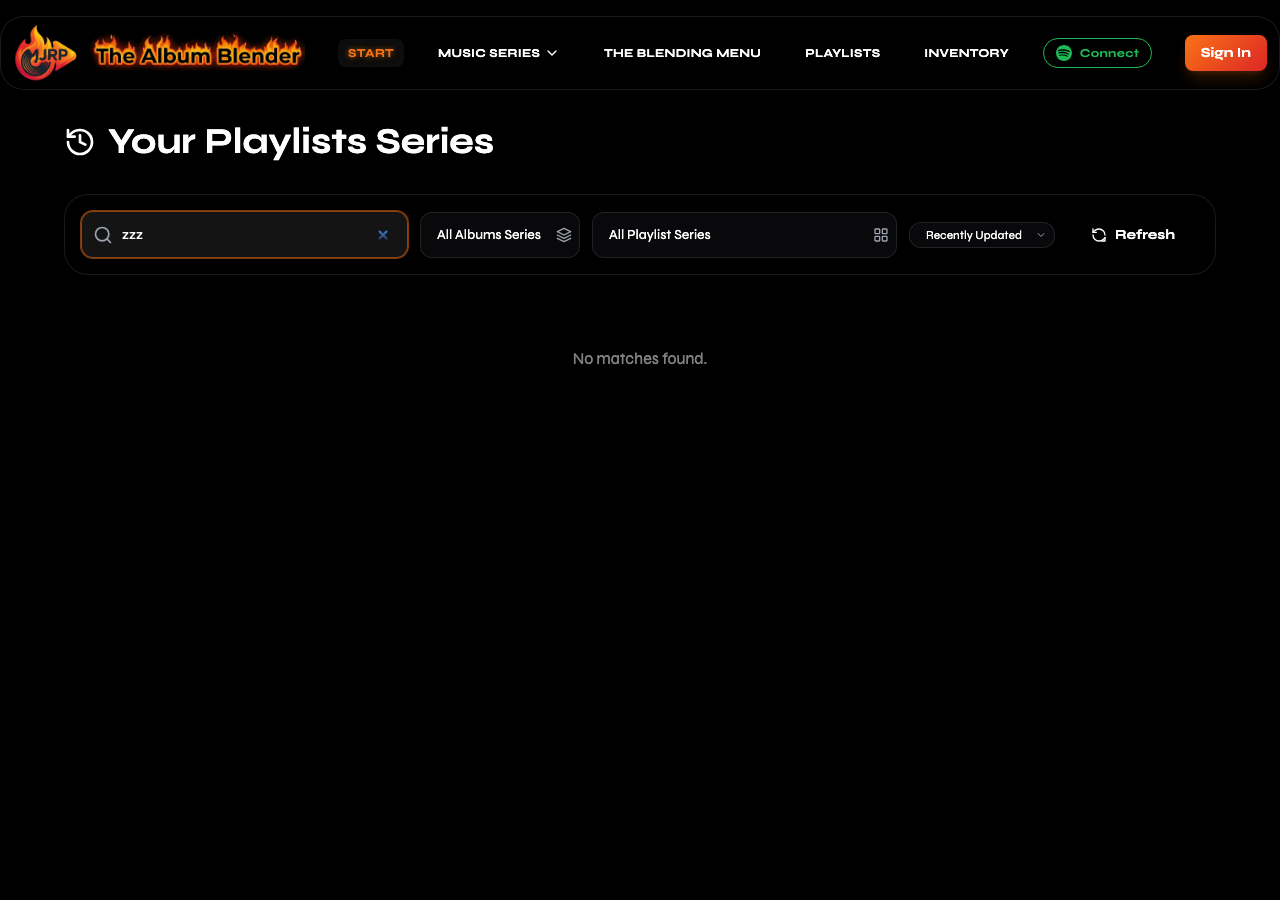 JRP The Album Blender START MUSIC SERIES THE BLENDING MENU PLAYLISTS INVENTORY Connect Sign In
Your Playlists Series
zzz All Albums Series All Playlist Series Recently Updated Refresh
No matches found.